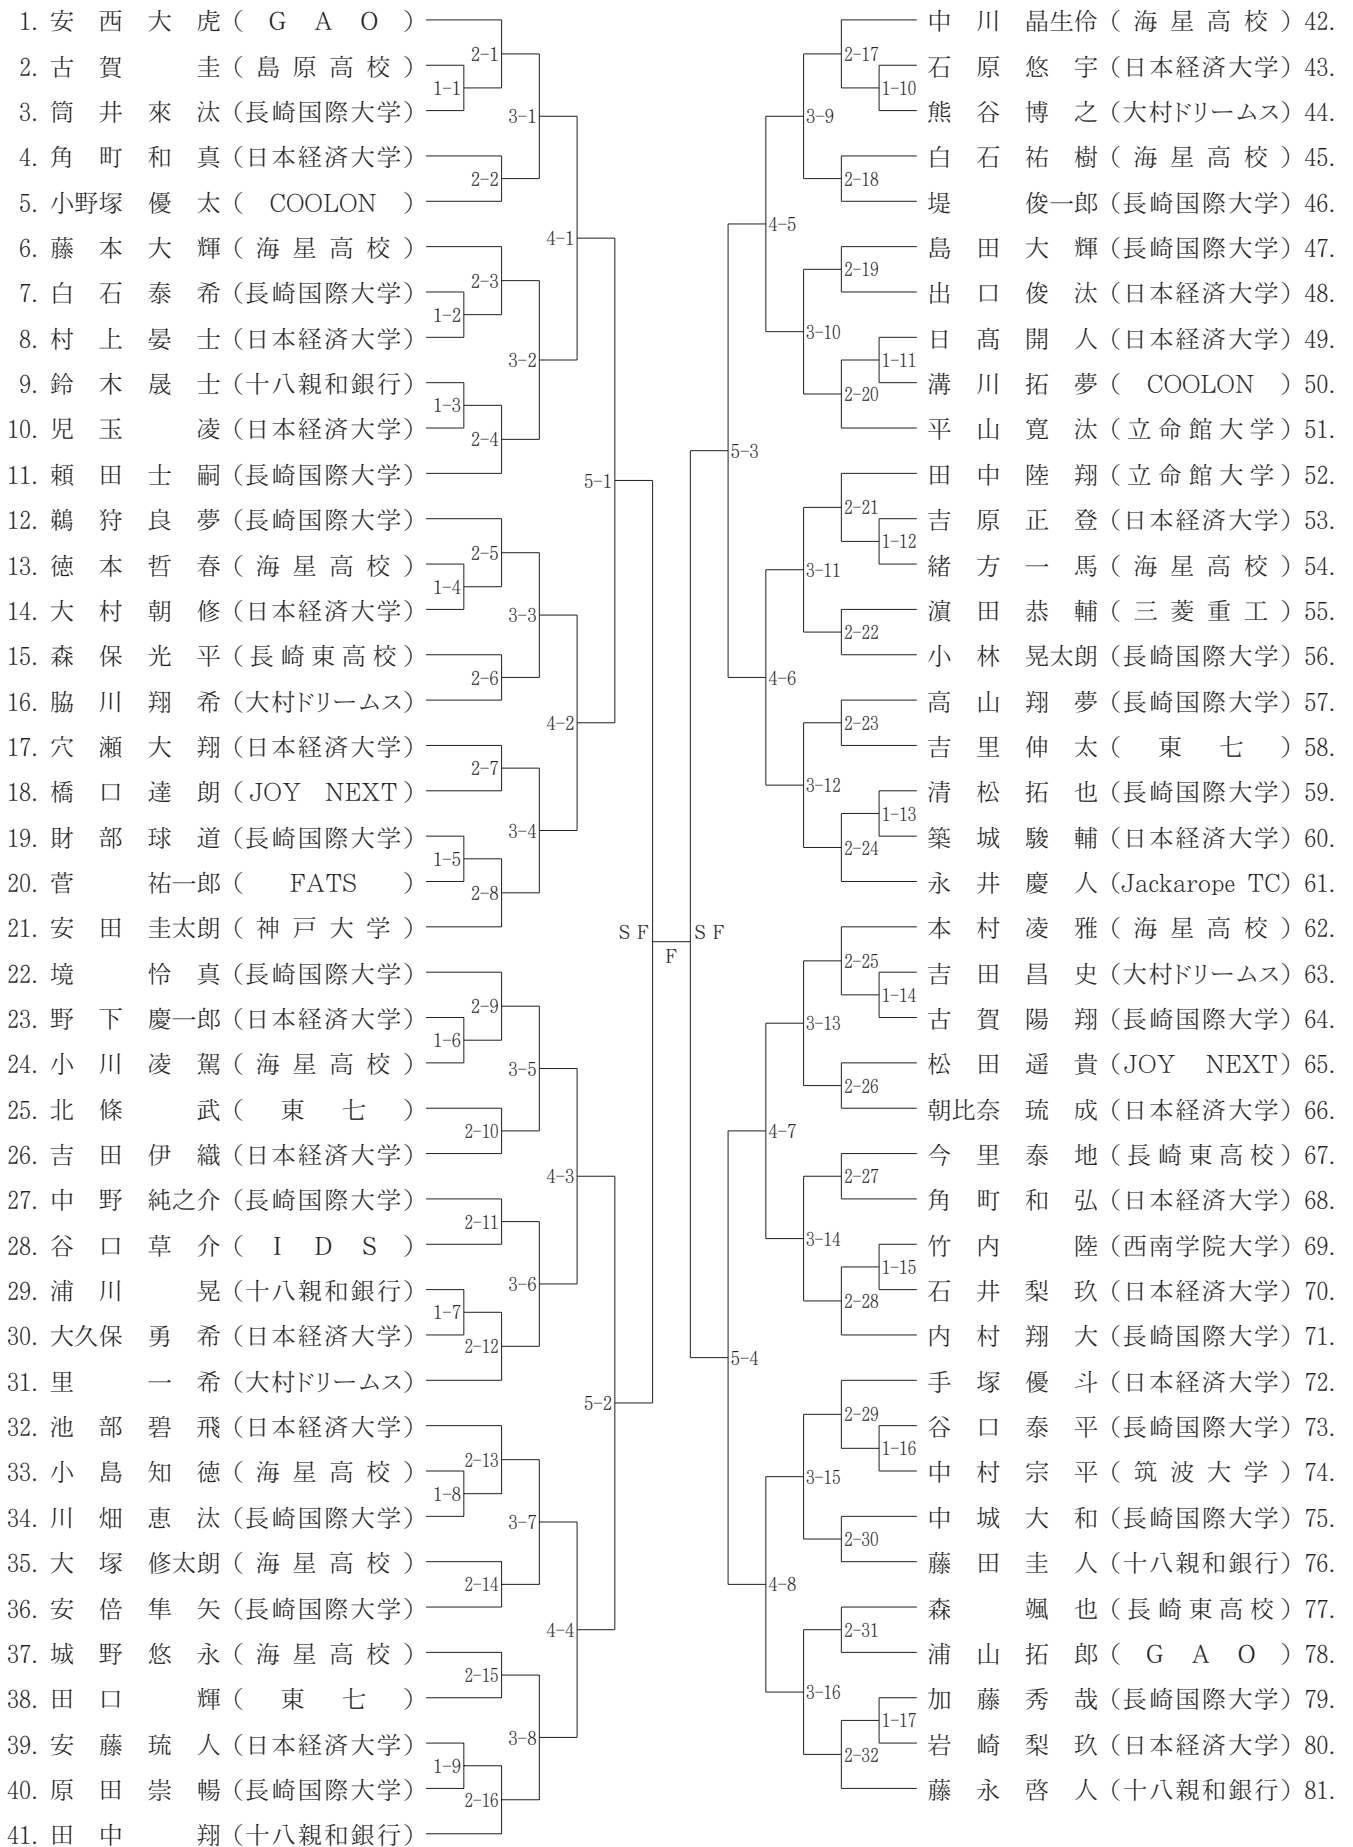 1. 安西大虎(GAO)
2. 古賀圭(島原高校)
3. 筒井來汰(長崎国際大学)
4. 角町和真(日本経済大学)
5. 小野塚優太(COOLON)
6. 藤本大輝(海星高校)
7. 白石泰希(長崎国際大学)
8. 村上晏士(日本経済大学)
9. 鈴木晟士(十八親和銀行)
10. 児玉凌(日本経済大学)
11. 頼田士嗣(長崎国際大学)
12. 鵜狩良夢(長崎国際大学)
13. 徳本哲春(海星高校)
14. 大村朝修(日本経済大学)
15. 森保光平(長崎東高校)
16. 脇川翔希(大村ドリームス)
17. 穴瀬大翔(日本経済大学)
18. 橋口達朗(JOY NEXT)
19. 財部球道(長崎国際大学)
20. 菅祐一郎(FATS)
21. 安田圭太朗(神戸大学)
22. 境怜真(長崎国際大学)
23. 野下慶一郎(日本経済大学)
24. 小川凌駕(海星高校)
25. 北條武(東七)
26. 吉田伊織(日本経済大学)
27. 中野純之介(長崎国際大学)
28. 谷口草介(IDS)
29. 浦川晃(十八親和銀行)
30. 大久保勇希(日本経済大学)
31. 里一希(大村ドリームス)
32. 池部碧飛(日本経済大学)
33. 小島知徳(海星高校)
34. 川畑恵汰(長崎国際大学)
35. 大塚修太朗(海星高校)
36. 安倍隼矢(長崎国際大学)
37. 城野悠永(海星高校)
38. 田口輝(東七)
39. 安藤琉人(日本経済大学)
40. 原田崇暢(長崎国際大学)
41. 田中翔(十八親和銀行)
1-1
1-2
1-3
1-4
1-5
1-6
1-7
1-8
1-9
2-1
2-2
2-3
2-4
2-5
2-6
2-7
2-8
2-9
2-10
2-11
2-12
2-13
2-14
2-15
2-16
3-1
3-2
3-3
3-4
3-5
3-6
3-7
3-8
4-1
4-2
4-3
4-4
5-1
5-2
SF
F
SF
5-3
5-4
4-5
4-6
4-7
4-8
3-9
3-10
3-11
3-12
3-13
3-14
3-15
3-16
2-17
2-18
2-19
2-20
2-21
2-22
2-23
2-24
2-25
2-26
2-27
2-28
2-29
2-30
2-31
2-32
1-10
1-11
1-12
1-13
1-14
1-15
1-16
1-17
中川晶生伶(海星高校)42.
石原悠宇(日本経済大学)43.
熊谷博之(大村ドリームス)44.
白石祐樹(海星高校)45.
堤俊一郎(長崎国際大学)46.
島田大輝(長崎国際大学)47.
出口俊汰(日本経済大学)48.
日髙開人(日本経済大学)49.
溝川拓夢(COOLON)50.
平山寛汰(立命館大学)51.
田中陸翔(立命館大学)52.
吉原正登(日本経済大学)53.
緒方一馬(海星高校)54.
濵田恭輔(三菱重工)55.
小林晃太朗(長崎国際大学)56.
高山翔夢(長崎国際大学)57.
吉里伸太(東七)58.
清松拓也(長崎国際大学)59.
築城駿輔(日本経済大学)60.
永井慶人(Jackarope TC)61.
本村凌雅(海星高校)62.
吉田昌史(大村ドリームス)63.
古賀陽翔(長崎国際大学)64.
松田遥貴(JOY NEXT)65.
朝比奈琉成(日本経済大学)66.
今里泰地(長崎東高校)67.
角町和弘(日本経済大学)68.
竹内陸(西南学院大学)69.
石井梨玖(日本経済大学)70.
内村翔大(長崎国際大学)71.
手塚優斗(日本経済大学)72.
谷口泰平(長崎国際大学)73.
中村宗平(筑波大学)74.
中城大和(長崎国際大学)75.
藤田圭人(十八親和銀行)76.
森颯也(長崎東高校)77.
浦山拓郎(GAO)78.
加藤秀哉(長崎国際大学)79.
岩崎梨玖(日本経済大学)80.
藤永啓人(十八親和銀行)81.